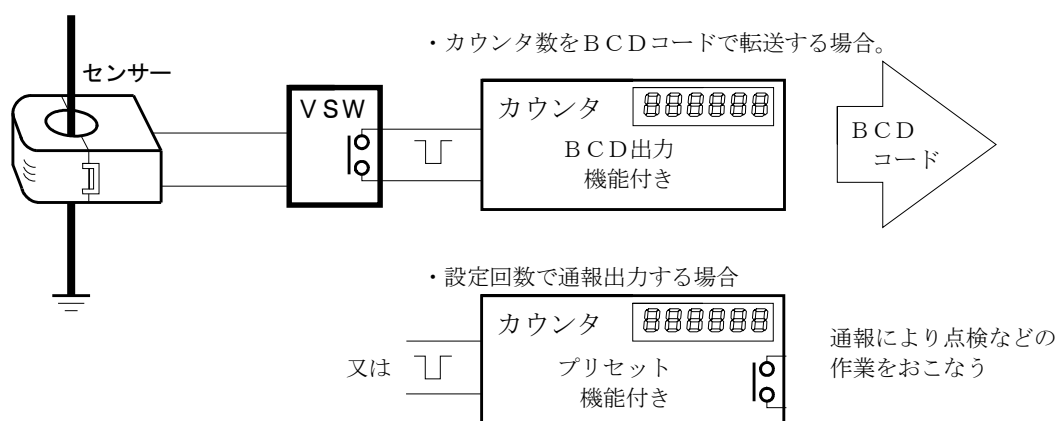 ・カウンタ数をＢＣＤコードで転送する場合。
センサー
ＶＳＷ
カウンタ 888888
ＢＣＤ出力
機能付き
ＢＣＤ
コード
・設定回数で通報出力する場合
カウンタ 888888
又は
プリセット
機能付き
通報により点検などの
作業をおこなう